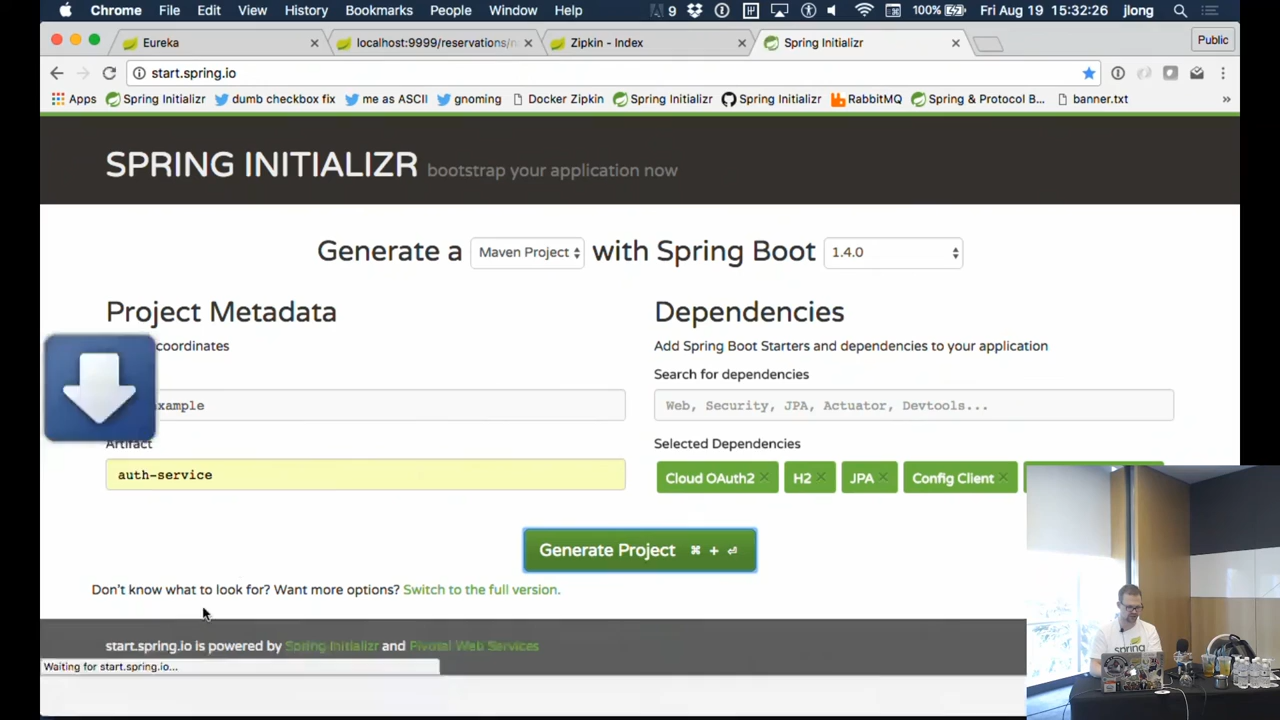 Chrome File Edit View History Bookmarks People Window Help 9 100% Fri Aug 19 15:32:26 jlong
Eureka localhost:9999/reservations/n Zipkin - Index Spring Initializr Public
start.spring.io
Apps Spring Initializr dumb checkbox fix me as ASCII gnoming Docker Zipkin Spring Initializr Spring Initializr RabbitMQ Spring & Protocol B... banner.txt »
SPRING INITIALIZR bootstrap your application now
Generate a Maven Project with Spring Boot 1.4.0
Project Metadata
coordinates
Artifact
auth-service
Dependencies
Add Spring Boot Starters and dependencies to your application
Search for dependencies
Web, Security, JPA, Actuator, Devtools...
Selected Dependencies
Cloud OAuth2 × H2 × JPA × Config Client ×
Generate Project ⌘ + ⏎
Don't know what to look for? Want more options? Switch to the full version.
start.spring.io is powered by Spring Initializr and Pivotal Web Services
Waiting for start.spring.io...
spring